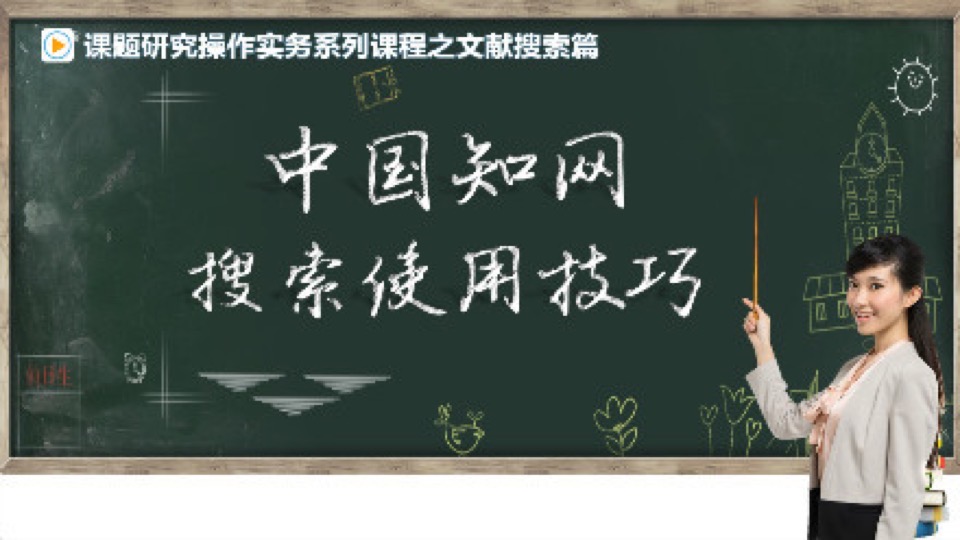 课题研究操作实务系列课程之文献搜索篇
中国知网
搜索使用技巧